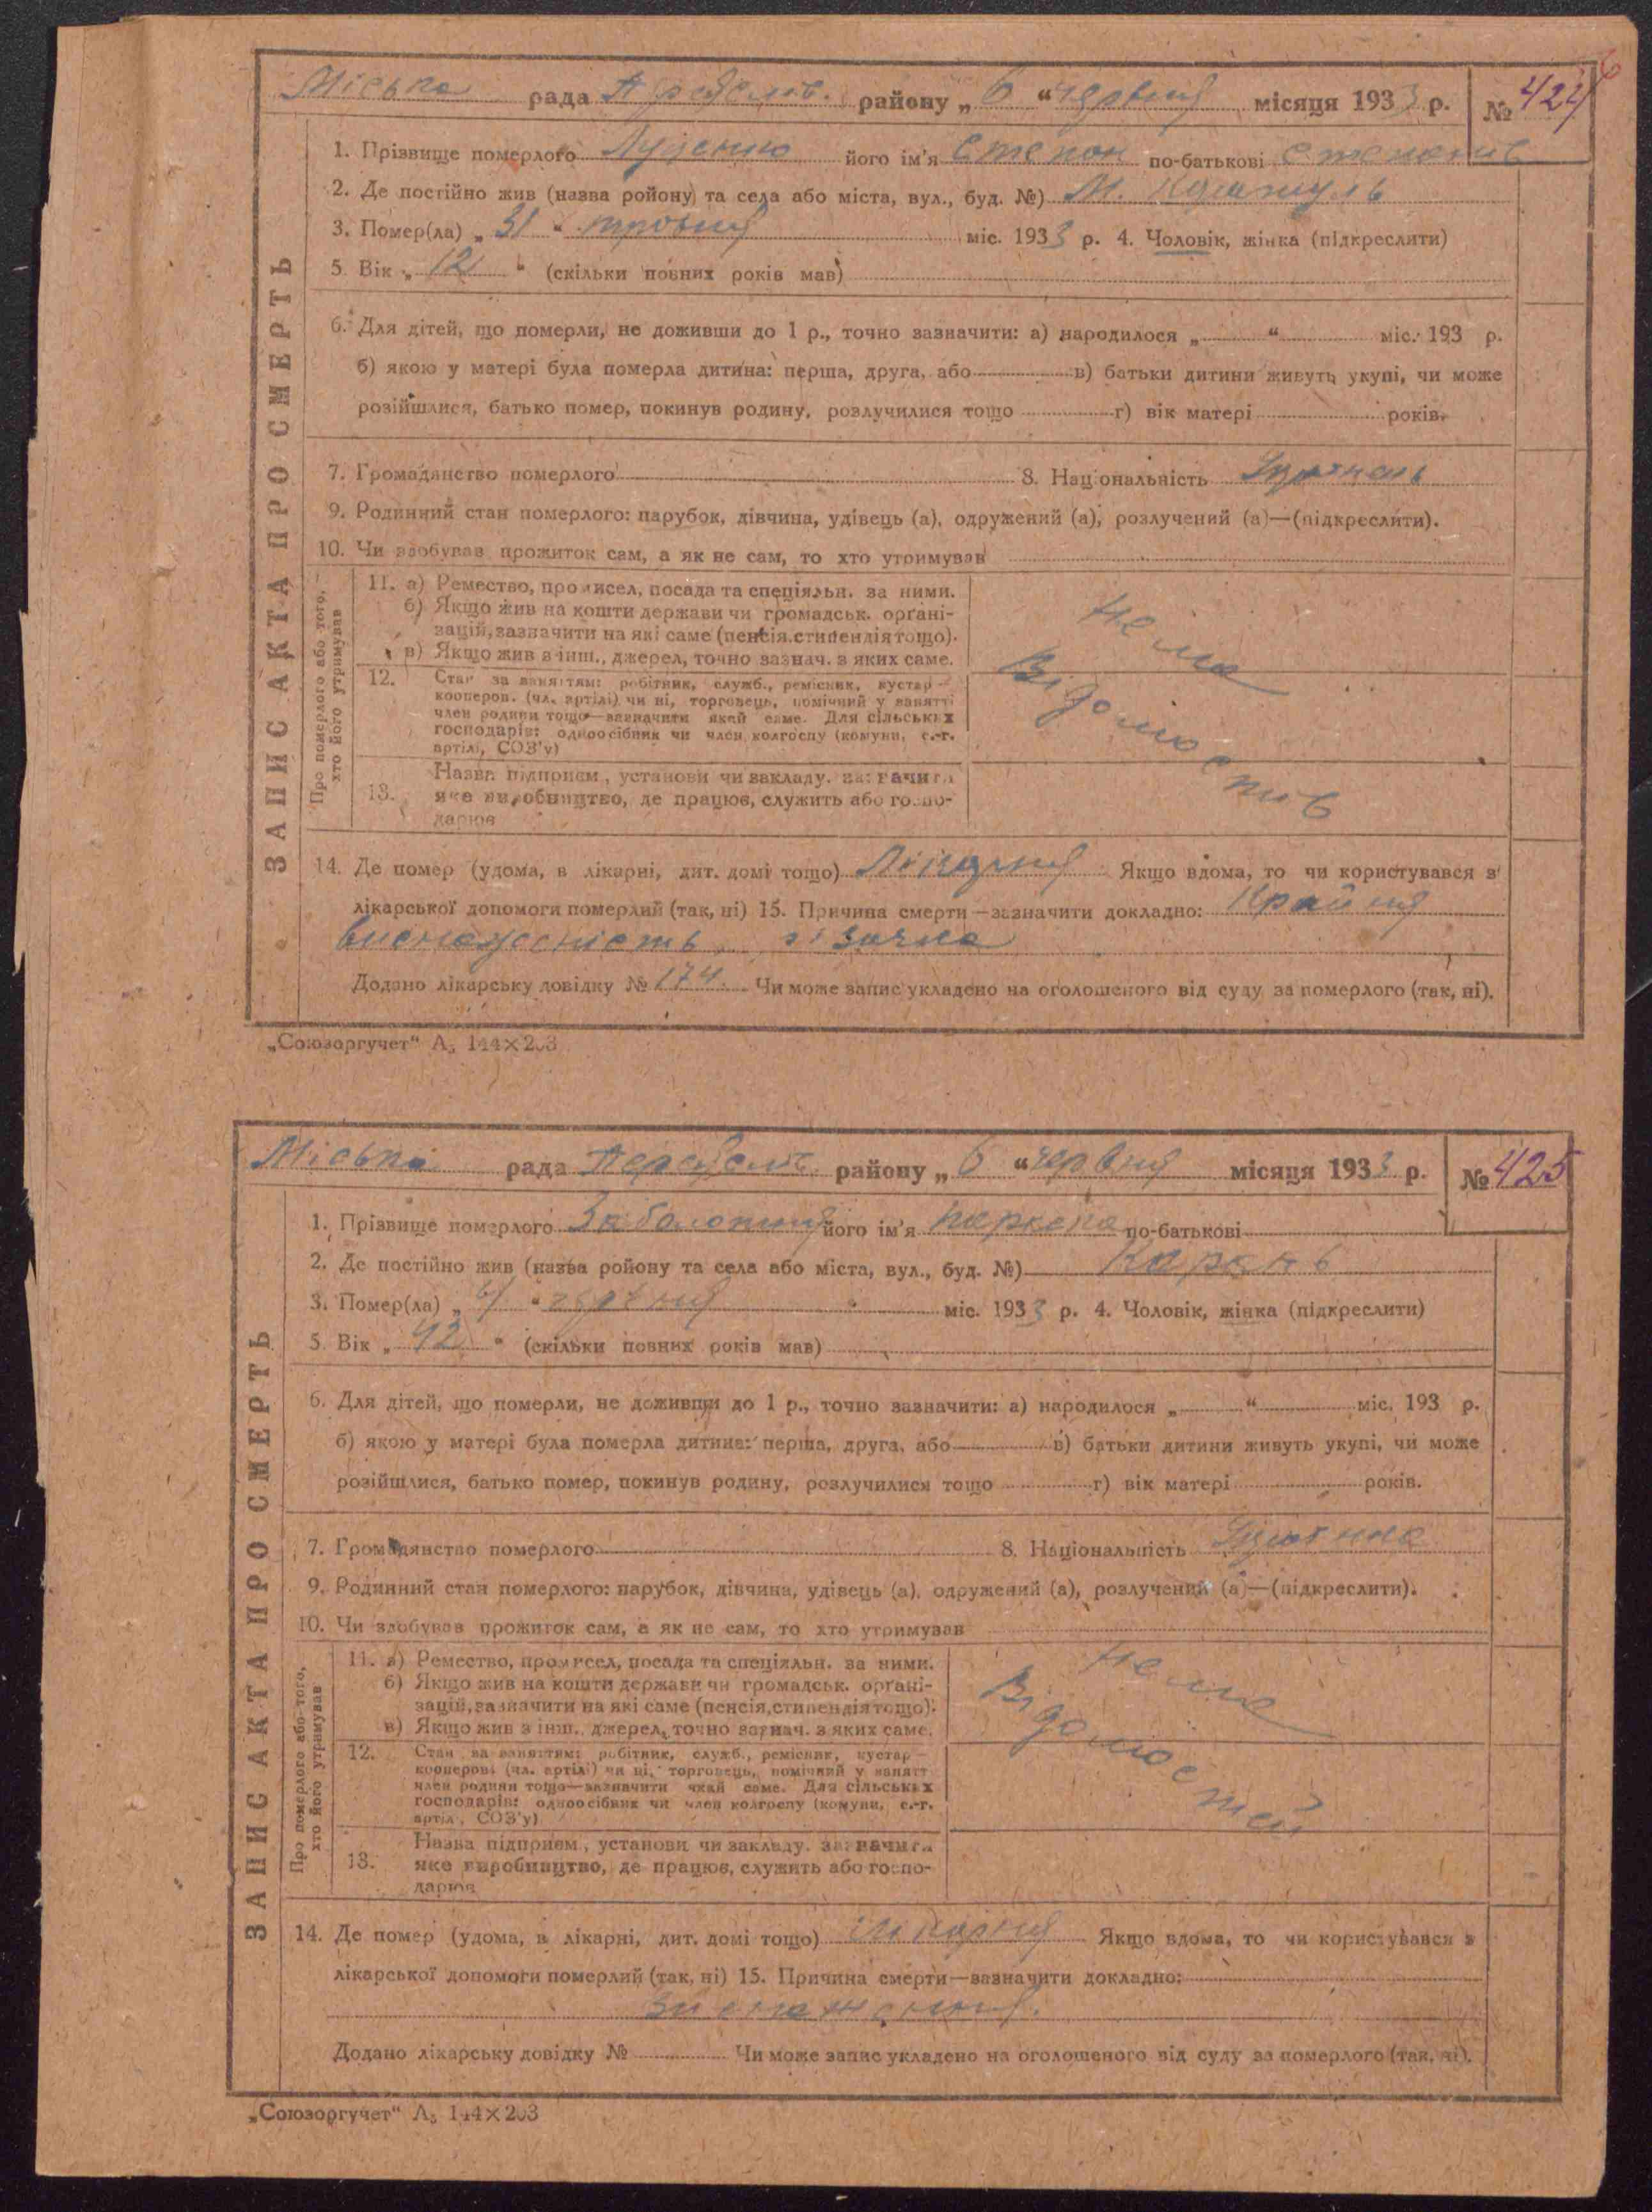 Міська рада Переяслів. району „ 6 “ червня місяця 1933 р. № 424
1. Прізвище померлого Луценко його ім'я Степан по-батькові
2. Де постійно жив (назва ройону) та села або міста, вул., буд. №) М.
3. Помер(ла) „ 31 “ травня міс. 1933 р. 4. Чоловік, жінка (підкреслити)
5. Вік „ 12 “ (скільки повних років мав)
6. Для дітей, що померли, не доживши до 1 р., точно зазначити: а) народилося „ “ міс. 193 р.
б) якою у матері була померла дитина: перша, друга, або в) батьки дитини живуть укупі, чи може
розійшлися, батько помер, покинув родину, розлучилися тощо г) вік матері років.
7. Громадянство померлого 8. Національність
9. Родинний стан померлого: парубок, дівчина, удівець (а), одружений (а), розлучений (а)—(підкреслити).
10. Чи здобував прожиток сам, а як не сам, то хто утримував
ЗАПИС АКТА ПРО СМЕРТЬ
Про померлого або того,
хто його утримував
11. а) Ремество, промисел, посада та спеціяльн. за ними.
б) Якщо жив на кошти держави чи громадськ. орґані-
зацій, зазначити на які саме (пенсія, стипендія тощо).
в) Якщо жив з інш., джерел, точно зазнач. з яких саме.
12. Стан за заняттям: робітник, служб., ремісник, кустар—
кооперов. (чл. артілі) чи ні, торговець, помічний у занятті
член родини тощо—зазначити який саме. Для сільських
господарів: одноосібник чи член колгоспу (комуни, с.-г.
артілі, СОЗ'у)
13. Назва підприєм., установи чи закладу. зазначити
яке виробництво, де працює, служить або госпо-
дарює
нема
відомостів
14. Де помер (удома, в лікарні, дит. домі тощо) Лікарня Якщо вдома, то чи користувався з
лікарської допомоги померлий (так, ні) 15. Причина смерти—зазначити докладно: Крайня
виснаженість,
Додано лікарську довідку № 174. Чи може запис укладено на оголошеного від суду за померлого (так, ні).
„Союзоргучет“ А₅ 144×203
Міська рада Переяслів. району „ 6 “ червня місяця 1933 р. № 425
1. Прізвище померлого його ім'я по-батькові
2. Де постійно жив (назва ройону та села або міста, вул., буд. №)
3. Помер(ла) „ 4 “ червня міс. 1933 р. 4. Чоловік, жінка (підкреслити)
5. Вік „ 42 “ (скільки повних років мав)
6. Для дітей, що померли, не доживши до 1 р., точно зазначити: а) народилося „ “ міс. 193 р.
б) якою у матері була померла дитина: перша, друга, або в) батьки дитини живуть укупі, чи може
розійшлися, батько помер, покинув родину, розлучилися тощо г) вік матері років.
7. Громадянство померлого 8. Національність
9. Родинний стан померлого: парубок, дівчина, удівець (а), одружений (а), розлучений (а)—(підкреслити).
10. Чи здобував прожиток сам, а як не сам, то хто утримував
ЗАПИС АКТА ПРО СМЕРТЬ
Про померлого або того,
хто його утримував
11. а) Ремество, промисел, посада та спеціяльн. за ними.
б) Якщо жив на кошти держави чи громадськ. орґані-
зацій, зазначити на які саме (пенсія, стипендія тощо).
в) Якщо жив з інш., джерел, точно зазнач. з яких саме.
12. Стан за заняттям: робітник, служб., ремісник, кустар—
кооперов. (чл. артілі) чи ні, торговець, помічний у занятт
член родини тощо—зазначити який саме. Для сільських
господарів: одноосібник чи член колгоспу (комуни, с.-г.
артіл., СОЗ'у)
13. Назва підприєм., установи чи закладу. зазначити
яке виробництво, де працює, служить або госпо-
дарює
нема
відомостей
14. Де помер (удома, в лікарні, дит. домі тощо) лікарня Якщо вдома, то чи користувався з
лікарської допомоги померлий (так, ні) 15. Причина смерти—зазначити докладно:
Додано лікарську довідку № Чи може запис укладено на оголошеного від суду за померлого (так, ні).
„Союзоргучет“ А₅ 144×203